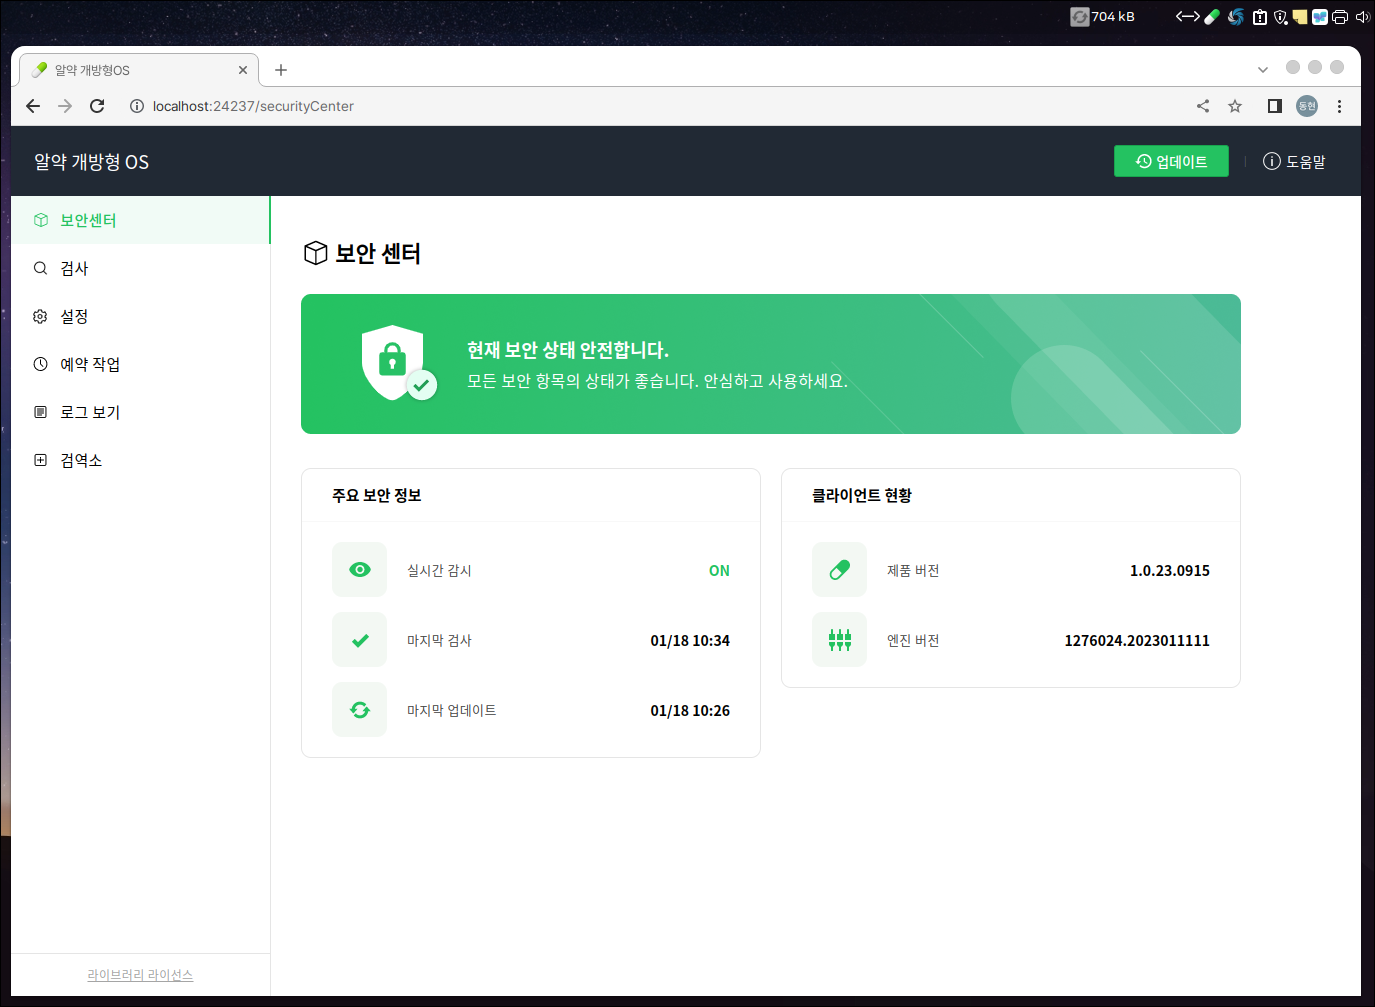 704 kB
알약 개방형OS
localhost:24237/securityCenter
동현
알약 개방형 OS
업데이트
도움말
보안센터
검사
설정
예약 작업
로그 보기
검역소
라이브러리 라이선스
보안 센터
현재 보안 상태 안전합니다.
모든 보안 항목의 상태가 좋습니다. 안심하고 사용하세요.
주요 보안 정보
실시간 감시 ON
마지막 검사 01/18 10:34
마지막 업데이트 01/18 10:26
클라이언트 현황
제품 버전 1.0.23.0915
엔진 버전 1276024.2023011111